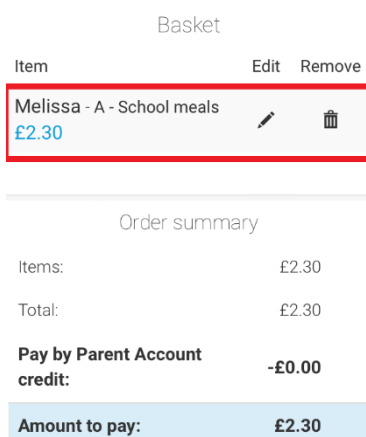 Basket
Item Edit Remove
Melissa - A - School meals
£2.30
Order summary
Items: £2.30
Total: £2.30
Pay by Parent Account
credit: -£0.00
Amount to pay: £2.30